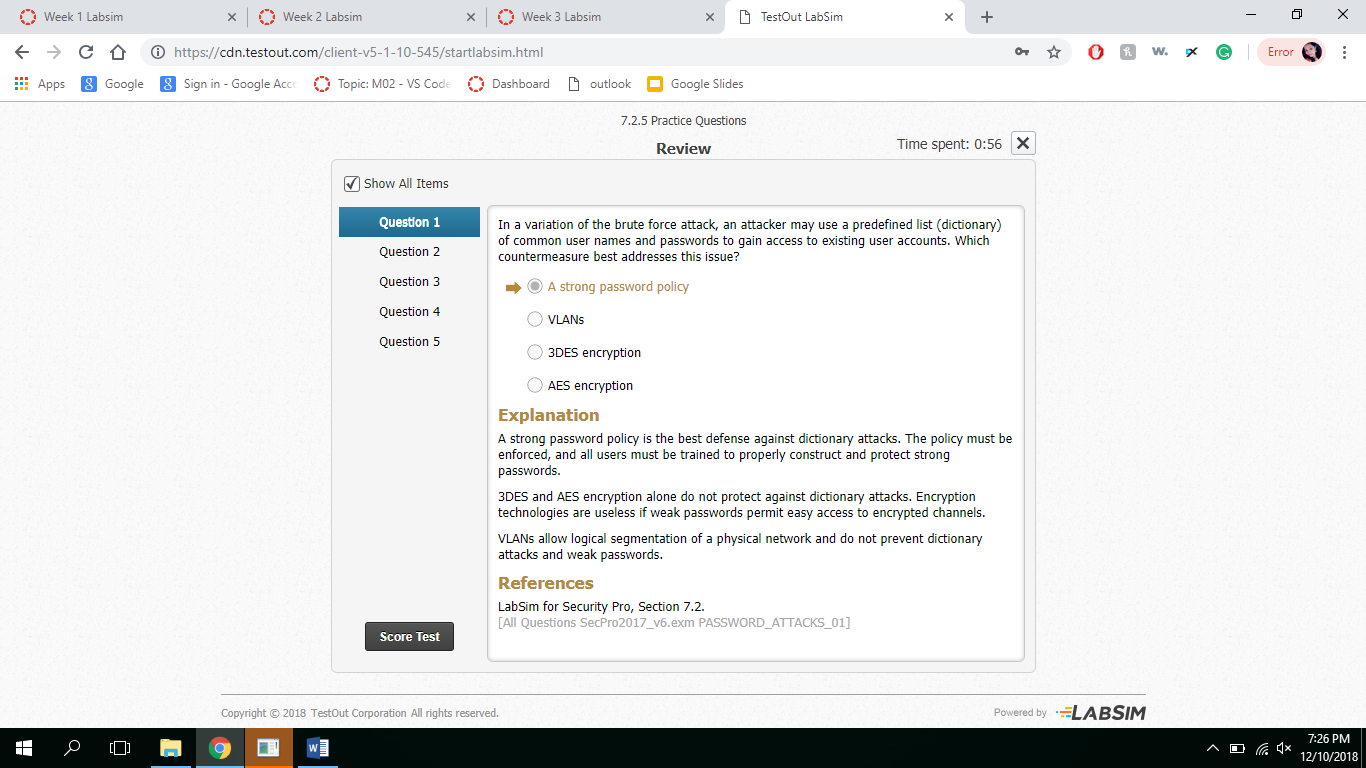 Week 1 Labsim
Week 2 Labsim
Week 3 Labsim
TestOut LabSim
https://cdn.testout.com/client-v5-1-10-545/startlabsim.html
Error
Apps
Google
Sign in - Google Acco
Topic: M02 - VS Code
Dashboard
outlook
Google Slides
7.2.5 Practice Questions
Review
Time spent: 0:56
Show All Items
Question 1
Question 2
Question 3
Question 4
Question 5
Score Test
In a variation of the brute force attack, an attacker may use a predefined list (dictionary)
of common user names and passwords to gain access to existing user accounts. Which
countermeasure best addresses this issue?
A strong password policy
VLANs
3DES encryption
AES encryption
Explanation
A strong password policy is the best defense against dictionary attacks. The policy must be
enforced, and all users must be trained to properly construct and protect strong
passwords.
3DES and AES encryption alone do not protect against dictionary attacks. Encryption
technologies are useless if weak passwords permit easy access to encrypted channels.
VLANs allow logical segmentation of a physical network and do not prevent dictionary
attacks and weak passwords.
References
LabSim for Security Pro, Section 7.2.
[All Questions SecPro2017_v6.exm PASSWORD_ATTACKS_01]
Copyright © 2018 TestOut Corporation All rights reserved.
Powered by LABSIM
7:26 PM
12/10/2018